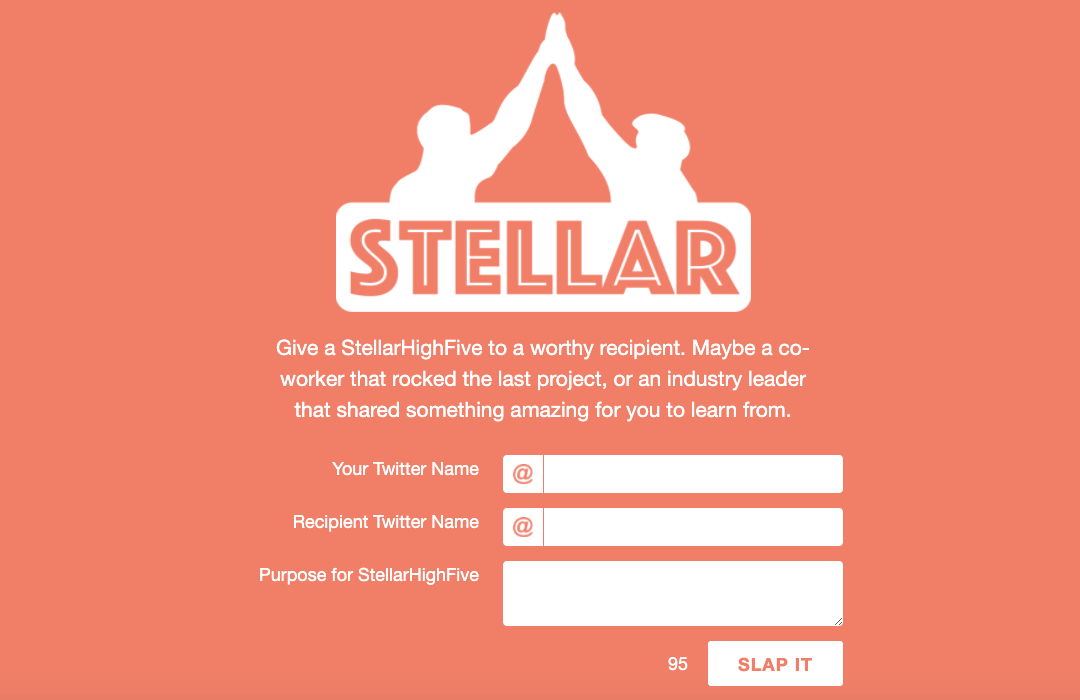 STELLAR
Give a StellarHighFive to a worthy recipient. Maybe a co-
worker that rocked the last project, or an industry leader
that shared something amazing for you to learn from.
Your Twitter Name @
Recipient Twitter Name @
Purpose for StellarHighFive
95 SLAP IT